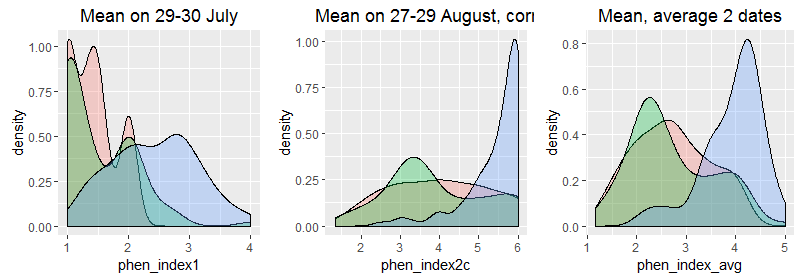 Mean on 29-30 July
1.00
0.75
0.50
0.25
0.00
density
1 2 3 4
phen_index1
Mean on 27-29 August, corr
1.00
0.75
0.50
0.25
0.00
density
2 3 4 5 6
phen_index2c
Mean, average 2 dates
0.8
0.6
0.4
0.2
0.0
density
1 2 3 4 5
phen_index_avg